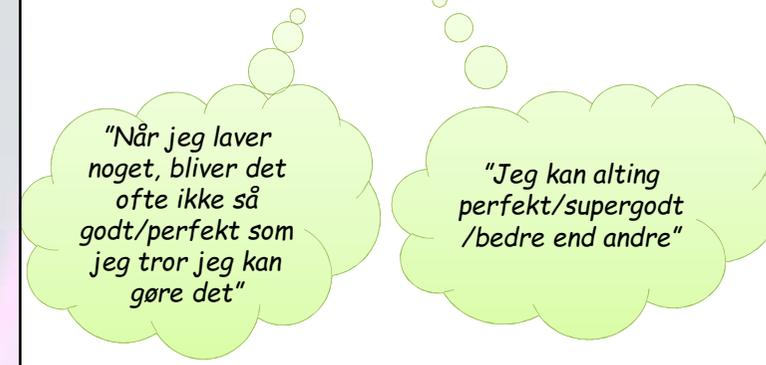 "Når jeg laver
noget, bliver det
ofte ikke så
godt/perfekt som
jeg tror jeg kan
gøre det"
"Jeg kan alting
perfekt/supergodt
/bedre end andre"